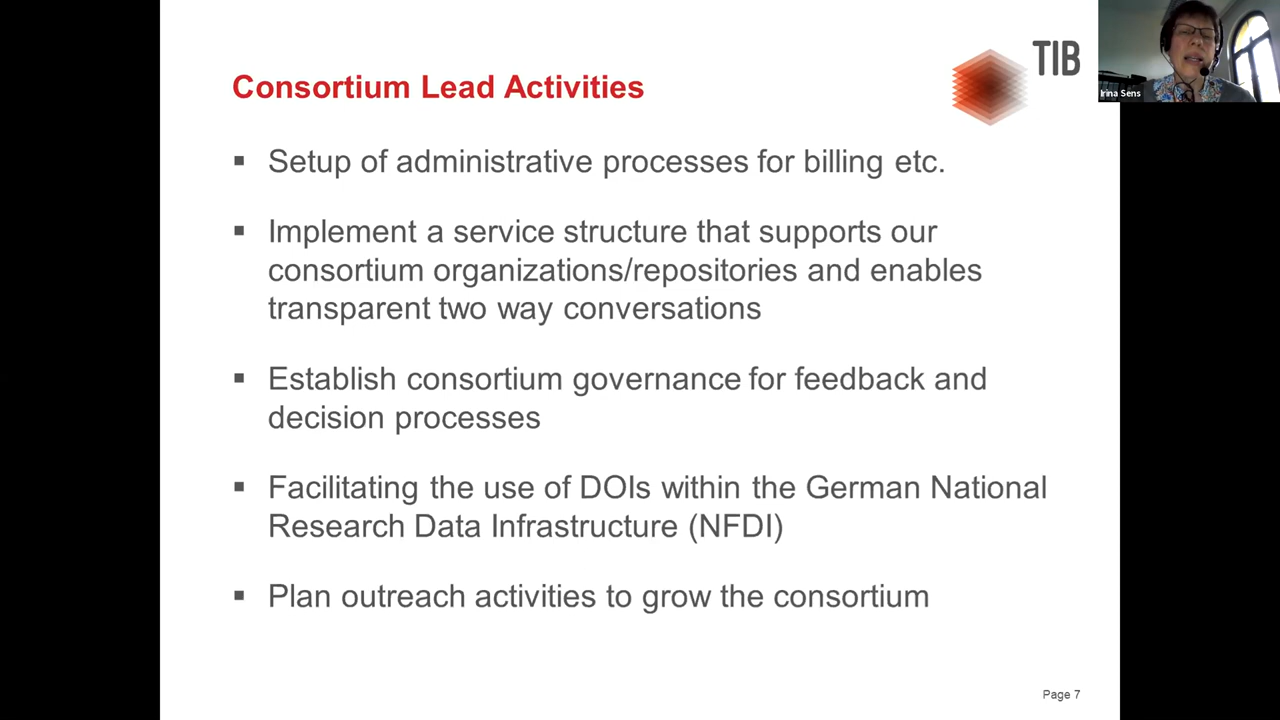 TIB
Irina Sens
Consortium Lead Activities
▪ Setup of administrative processes for billing etc.
▪ Implement a service structure that supports our
consortium organizations/repositories and enables
transparent two way conversations
▪ Establish consortium governance for feedback and
decision processes
▪ Facilitating the use of DOIs within the German National
Research Data Infrastructure (NFDI)
▪ Plan outreach activities to grow the consortium
Page 7